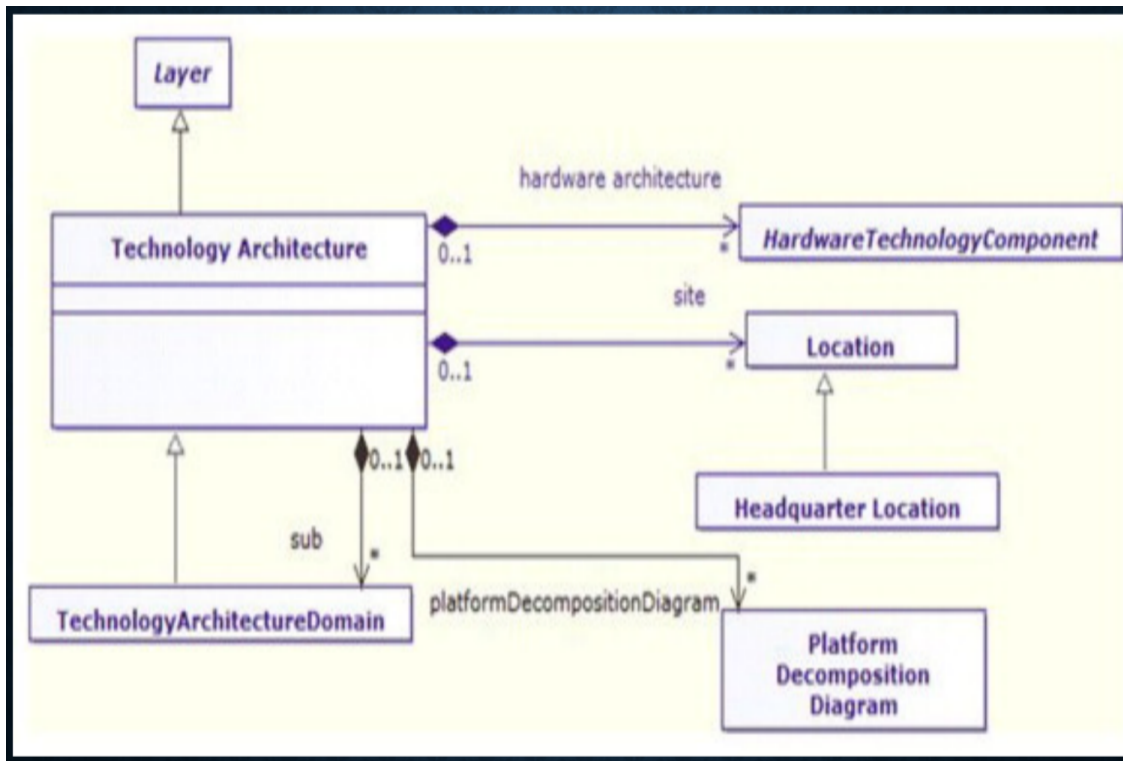 Layer
hardware architecture
Technology Architecture
0..1
*
HardwareTechnologyComponent
site
0..1
*
Location
0..1
0..1
Headquarter Location
sub
*
*
platformDecompositionDiagram
TechnologyArchitectureDomain
Platform
Decomposition
Diagram